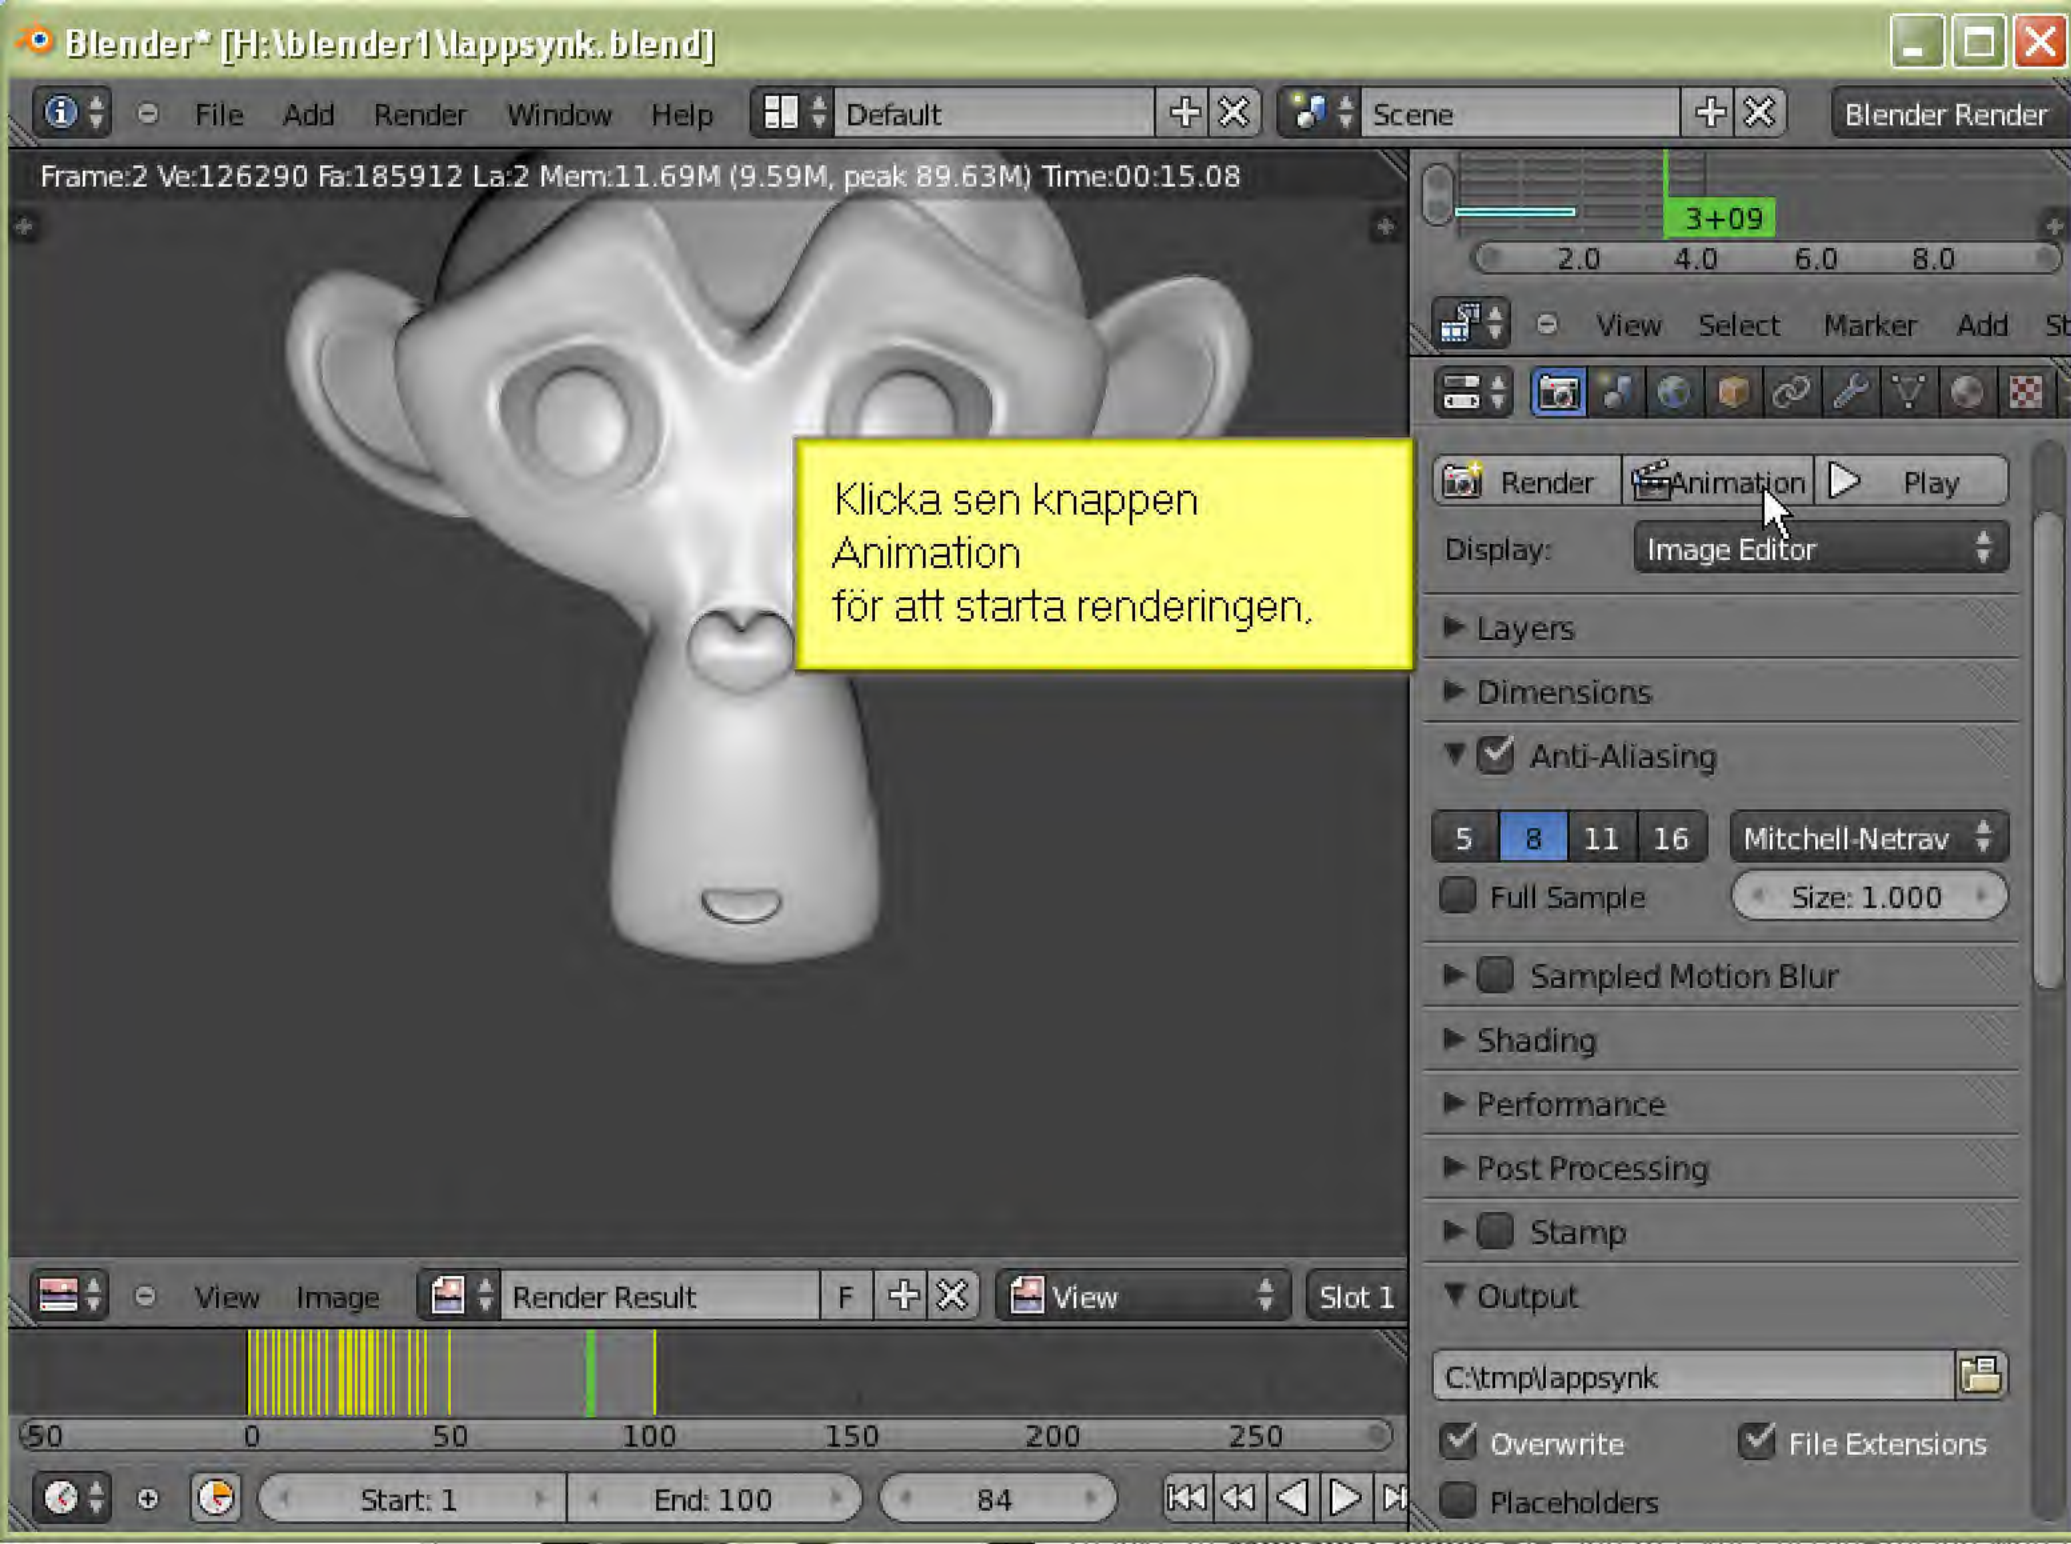 Blender* [H:\blender1\lappsynk.blend]
File Add Render Window Help Default Scene Blender Render
Frame:2 Ve:126290 Fa:185912 La:2 Mem:11.69M (9.59M, peak 89.63M) Time:00:15.08
3+09
2.0 4.0 6.0 8.0
View Select Marker Add St
Render Animation Play
Display: Image Editor
Klicka sen knappen
Animation
för att starta renderingen,
Layers
Dimensions
Anti-Aliasing
5 8 11 16 Mitchell-Netrav
Full Sample Size: 1.000
Sampled Motion Blur
Shading
Performance
Post Processing
Stamp
Output
C:\tmp\lappsynk
Overwrite File Extensions
Placeholders
View Image Render Result F View Slot 1
-50 0 50 100 150 200 250
Start: 1 End: 100 84